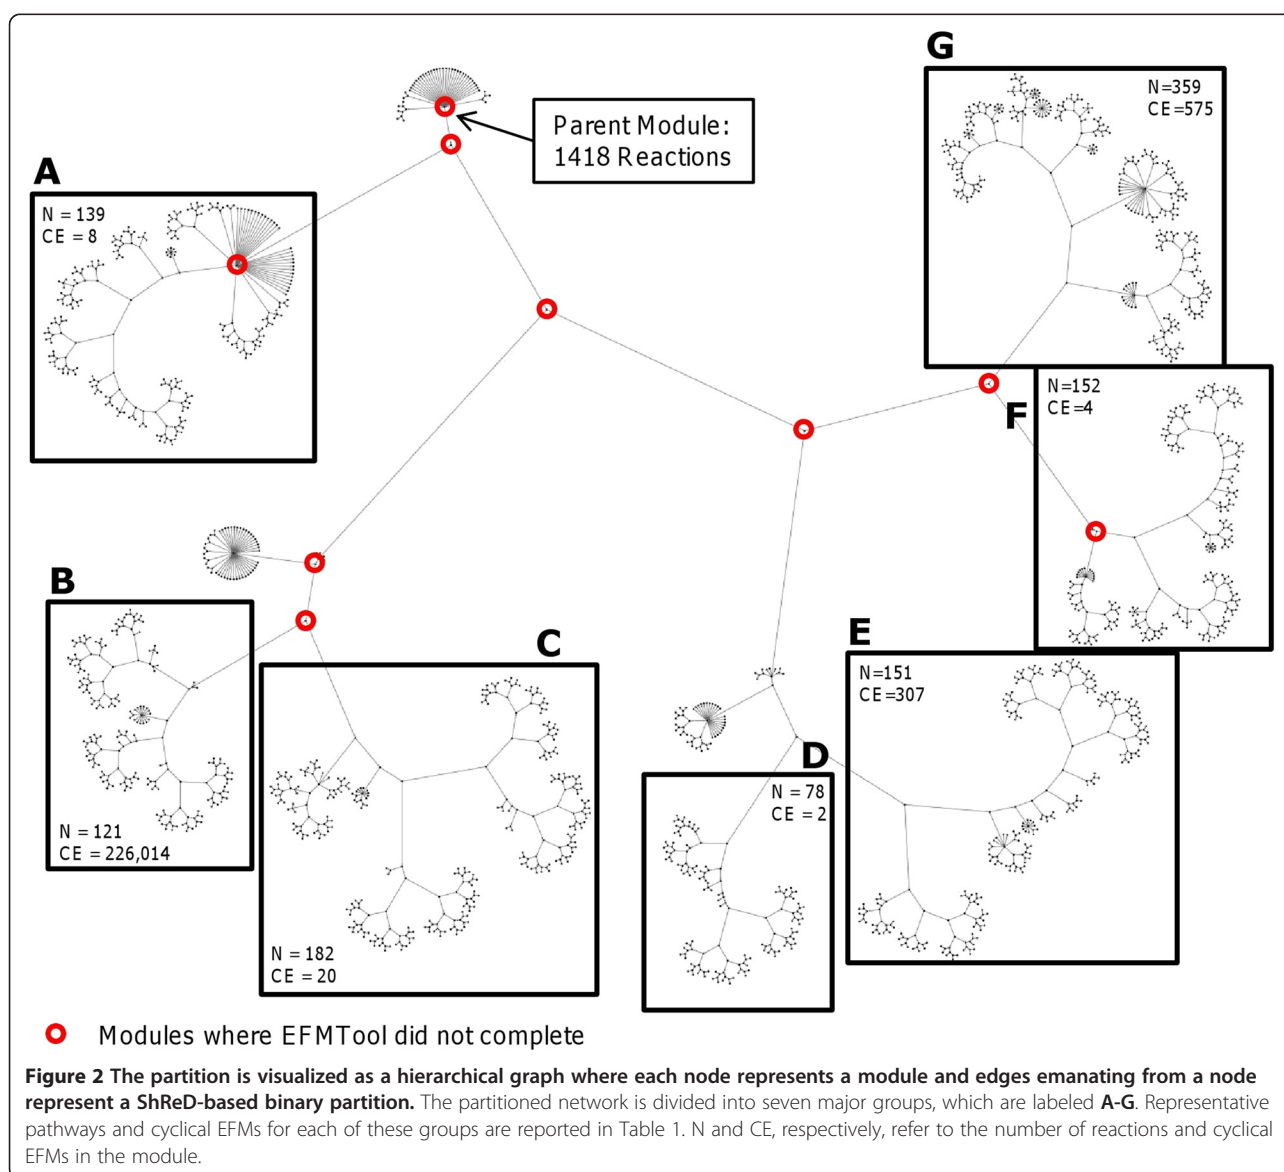 G
N=359
CE=575
Parent Module:
1418 Reactions
A
N = 139
CE = 8
F
N=152
CE=4
B
N = 121
CE = 226,014
C
N = 182
CE = 20
E
N=151
CE=307
D
N = 78
CE = 2
Modules where EFMTool did not complete
Figure 2 The partition is visualized as a hierarchical graph where each node represents a module and edges emanating from a node
represent a ShReD-based binary partition. The partitioned network is divided into seven major groups, which are labeled A-G. Representative
pathways and cyclical EFMs for each of these groups are reported in Table 1. N and CE, respectively, refer to the number of reactions and cyclical
EFMs in the module.